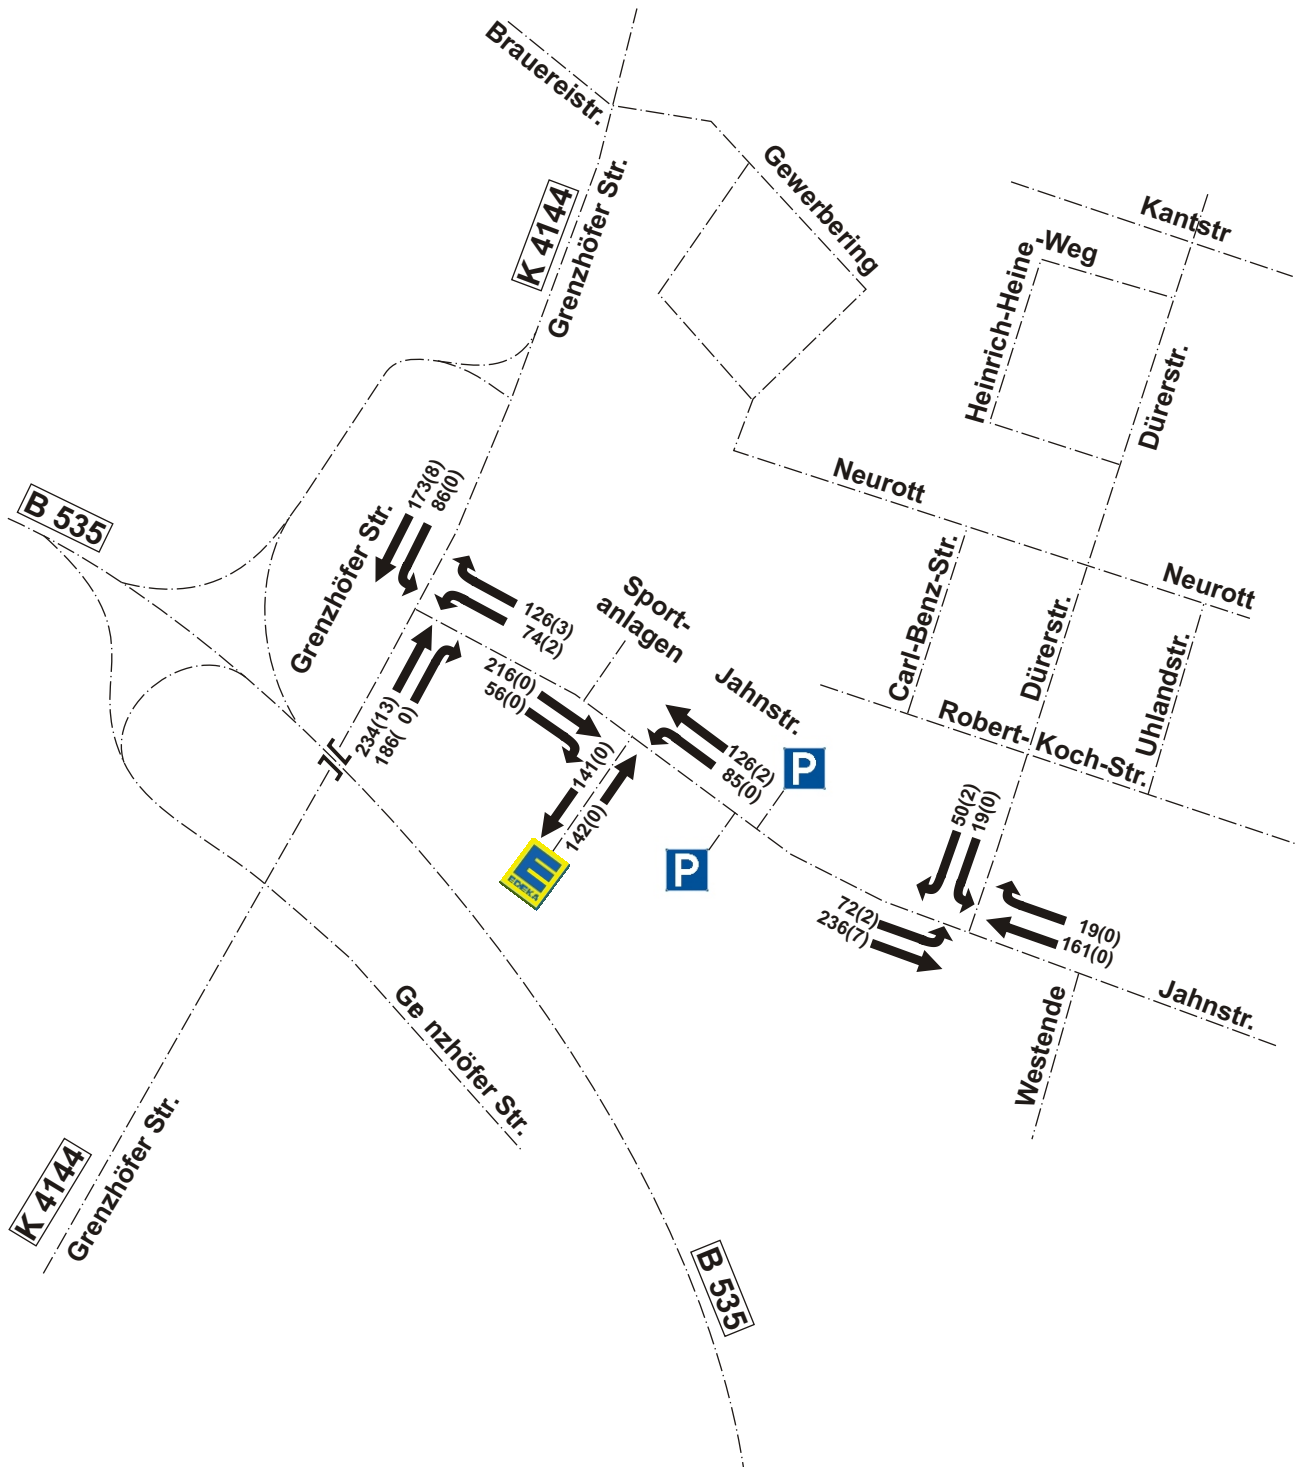 Brauereistr.
K 4144
Grenzhöfer Str.
Gewerbering
Kantstr
Heinrich-Heine
-Weg
Dürerstr.
Neurott
B 535
173(8)
86(0)
Grenzhöfer Str.
126(3)
74(2)
Sport-
anlagen
Jahnstr.
Carl-Benz-Str.
Dürerstr.
Neurott
Uhlandstr.
Robert- Koch-Str.
216(0)
56(0)
234(13)
186( 0)
141(0)
142(0)
126(2)
85(0)
P
P
E
EDEKA
50(2)
19(0)
72(2)
236(7)
19(0)
161(0)
Jahnstr.
Westende
Ge nzhöfer Str.
K 4144
Grenzhöfer Str.
B 535